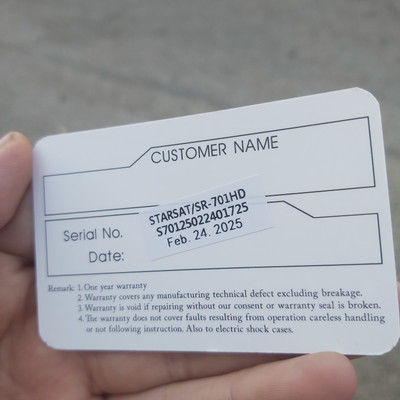 CUSTOMER NAME
STARSAT/SR-701HD
Serial No. S70125022401725
Date: Feb. 24. 2025
Remark: 1. One year warranty
2. Warranty covers any manufacturing technical defect excluding breakage.
3. Warranty is void if repairing without our consent or warranty seal is broken.
4. The warranty does not cover faults resulting from operation careless handling
or not following instruction. Also to electric shock cases.